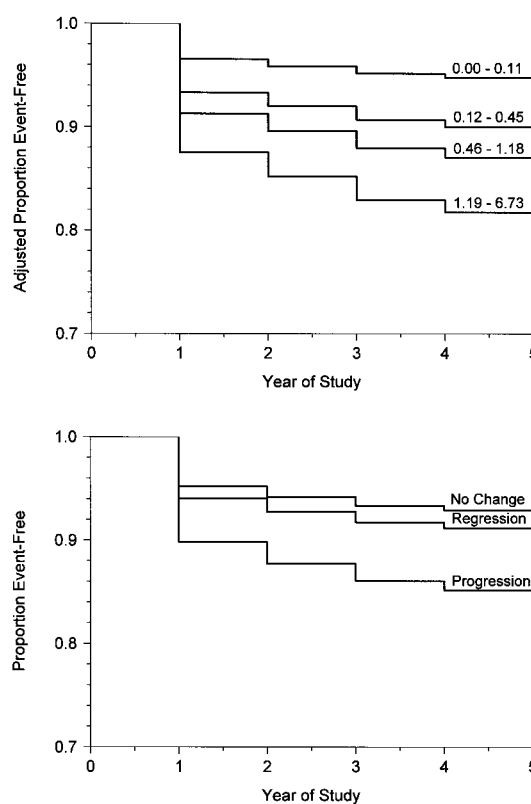 1.0
0.9
0.8
0.7
Adjusted Proportion Event-Free
0.00 - 0.11
0.12 - 0.45
0.46 - 1.18
1.19 - 6.73
0 1 2 3 4 5
Year of Study
1.0
0.9
0.8
0.7
Proportion Event-Free
No Change
Regression
Progression
0 1 2 3 4 5
Year of Study